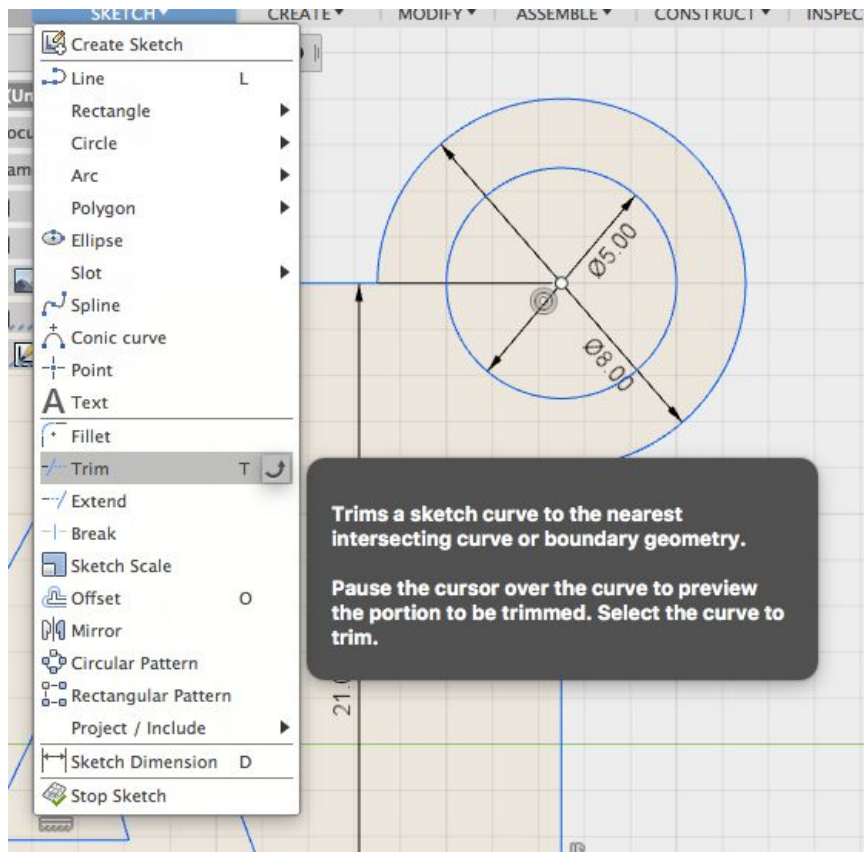 SKETCH
CREATE
MODIFY
ASSEMBLE
CONSTRUCT
INSPEC
Create Sketch
Line L
Rectangle
Circle
Arc
Polygon
Ellipse
Slot
Spline
Conic curve
Point
A Text
Fillet
Trim T
Extend
Break
Sketch Scale
Offset O
Mirror
Circular Pattern
Rectangular Pattern
Project / Include
Sketch Dimension D
Stop Sketch
Ø5.00
Ø8.00
Trims a sketch curve to the nearest
intersecting curve or boundary geometry.
Pause the cursor over the curve to preview
the portion to be trimmed. Select the curve to
trim.